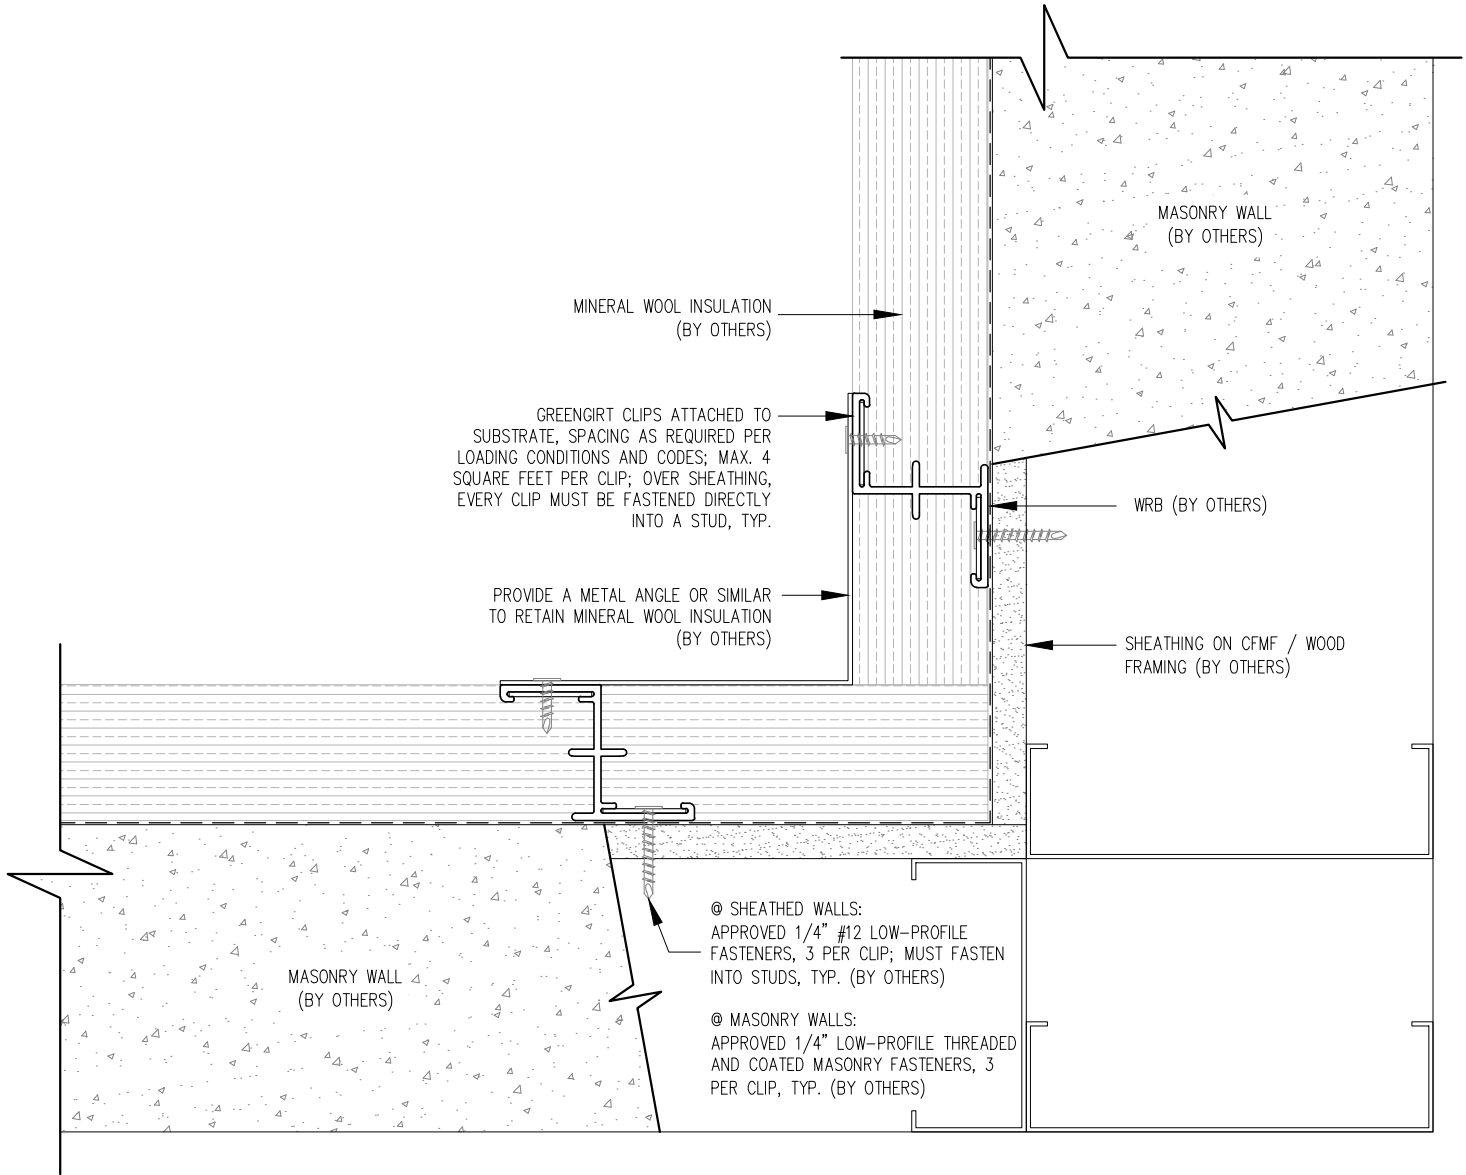 MASONRY WALL
(BY OTHERS)
MINERAL WOOL INSULATION
(BY OTHERS)
GREENGIRT CLIPS ATTACHED TO
SUBSTRATE, SPACING AS REQUIRED PER
LOADING CONDITIONS AND CODES; MAX. 4
SQUARE FEET PER CLIP; OVER SHEATHING,
EVERY CLIP MUST BE FASTENED DIRECTLY
INTO A STUD, TYP.
WRB (BY OTHERS)
PROVIDE A METAL ANGLE OR SIMILAR
TO RETAIN MINERAL WOOL INSULATION
(BY OTHERS)
SHEATHING ON CFMF / WOOD
FRAMING (BY OTHERS)
@ SHEATHED WALLS:
APPROVED 1/4" #12 LOW-PROFILE
FASTENERS, 3 PER CLIP; MUST FASTEN
INTO STUDS, TYP. (BY OTHERS)
@ MASONRY WALLS:
APPROVED 1/4" LOW-PROFILE THREADED
AND COATED MASONRY FASTENERS, 3
PER CLIP, TYP. (BY OTHERS)
MASONRY WALL
(BY OTHERS)